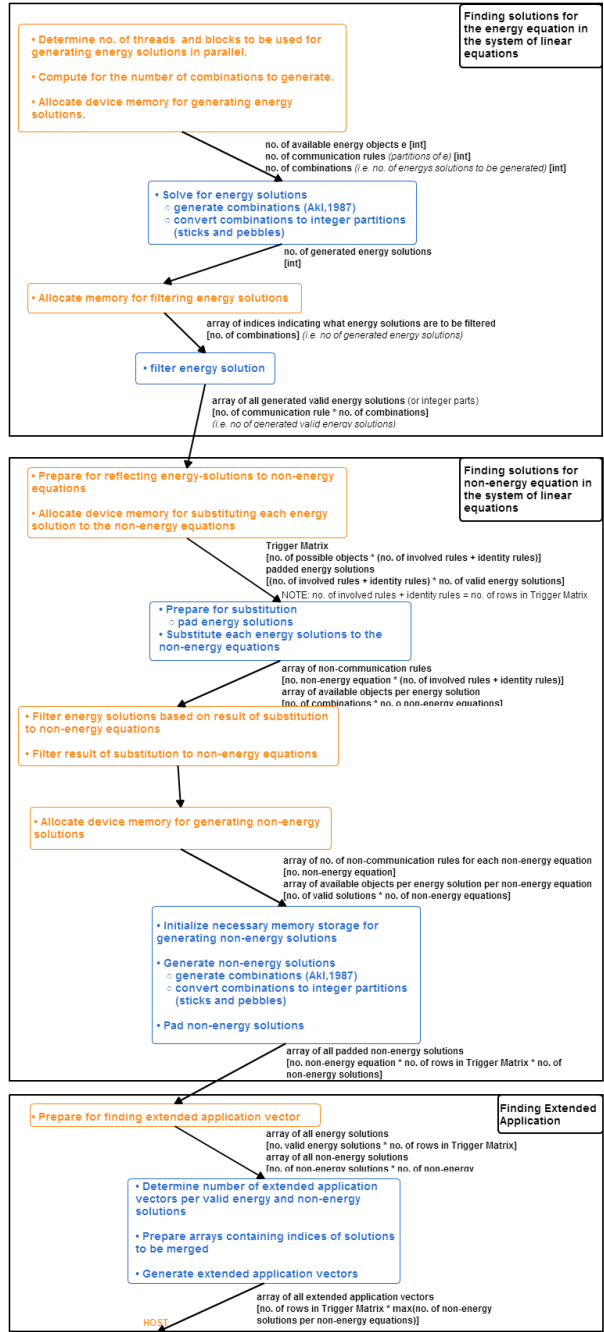 Finding solutions for
the energy equation in
the system of linear
equations
• Determine no. of threads and blocks to be used for
generating energy solutions in parallel.
• Compute for the number of combinations to generate.
• Allocate device memory for generating energy
solutions.
no. of available energy objects e [int]
no. of communication rules (partitions of e) [int]
no. of combinations (i.e. no. of energys solutions to be generated) [int]
• Solve for energy solutions
○ generate combinations (Akl,1987)
○ convert combinations to integer partitions
(sticks and pebbles)
no. of generated energy solutions
[int]
• Allocate memory for filtering energy solutions
array of indices indicating what energy solutions are to be filtered
[no. of combinations] (i.e. no of generated energy solutions)
• filter energy solution
array of all generated valid energy solutions (or integer parts)
[no. of communication rule * no. of combinations]
(i.e. no of generated valid energy solutions)
Finding solutions for
non-energy equation in
the system of linear
equations
• Prepare for reflecting energy-solutions to non-energy
equations
• Allocate device memory for substituting each energy
solution to the non-energy equations
Trigger Matrix
[no. of possible objects * (no. of involved rules + identity rules)]
padded energy solutions
[(no. of involved rules + identity rules) * no. of valid energy solutions]
NOTE: no. of involved rules + identity rules = no. of rows in Trigger Matrix
• Prepare for substitution
○ pad energy solutions
• Substitute each energy solutions to the
non-energy equations
array of non-communication rules
[no. non-energy equation * (no. of involved rules + identity rules)]
array of available objects per energy solution
[no. of combinations * no. o non-energy equations]
• Filter energy solutions based on result of substitution
to non-energy equations
• Filter result of substitution to non-energy equations
• Allocate device memory for generating non-energy
solutions
array of no. of non-communication rules for each non-energy equation
[no. non-energy equation]
array of available objects per energy solution per non-energy equation
[no. of valid solutions * no. of non-energy equations]
• Initialize necessary memory storage for
generating non-energy solutions
• Generate non-energy solutions
○ generate combinations (Akl,1987)
○ convert combinations to integer partitions
(sticks and pebbles)
• Pad non-energy solutions
array of all padded non-energy solutions
[no. non-energy equation * no. of rows in Trigger Matrix * no. of
non-energy solutions]
Finding Extended
Application
• Prepare for finding extended application vector
array of all energy solutions
[no. valid energy solutions * no. of rows in Trigger Matrix]
array of all non-energy solutions
[no. of non-energy solutions * no. of non-energy
• Determine number of extended application
vectors per valid energy and non-energy
solutions
• Prepare arrays containing indices of solutions
to be merged
• Generate extended application vectors
array of all extended application vectors
[no. of rows in Trigger Matrix * max(no. of non-energy
solutions per non-energy equations)]
HOST